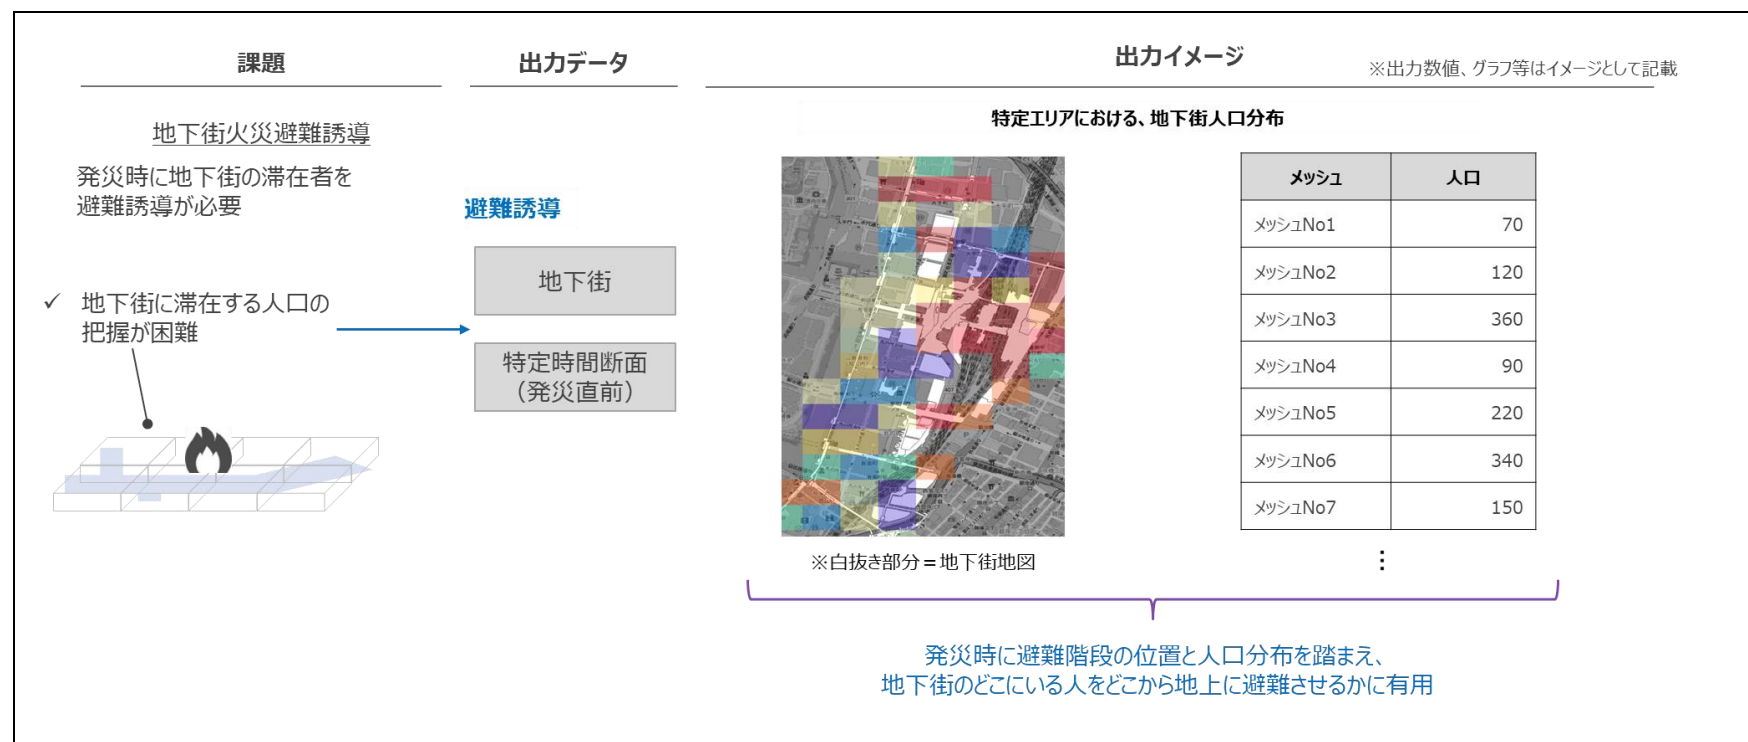 課題
出力データ
出力イメージ
※出力数値、グラフ等はイメージとして記載
地下街火災避難誘導
発災時に地下街の滞在者を
避難誘導が必要
✓ 地下街に滞在する人口の
把握が困難
避難誘導
地下街
特定時間断面
（発災直前）
特定エリアにおける、地下街人口分布
※白抜き部分＝地下街地図
メッシュ 人口
メッシュNo1 70
メッシュNo2 120
メッシュNo3 360
メッシュNo4 90
メッシュNo5 220
メッシュNo6 340
メッシュNo7 150
⋮
発災時に避難階段の位置と人口分布を踏まえ、
地下街のどこにいる人をどこから地上に避難させるかに有用